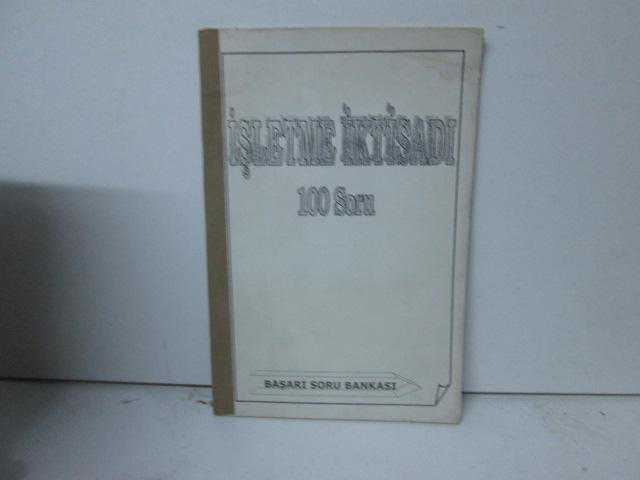 İŞLETME İKTİSADI
100 Soru
BAŞARI SORU BANKASI